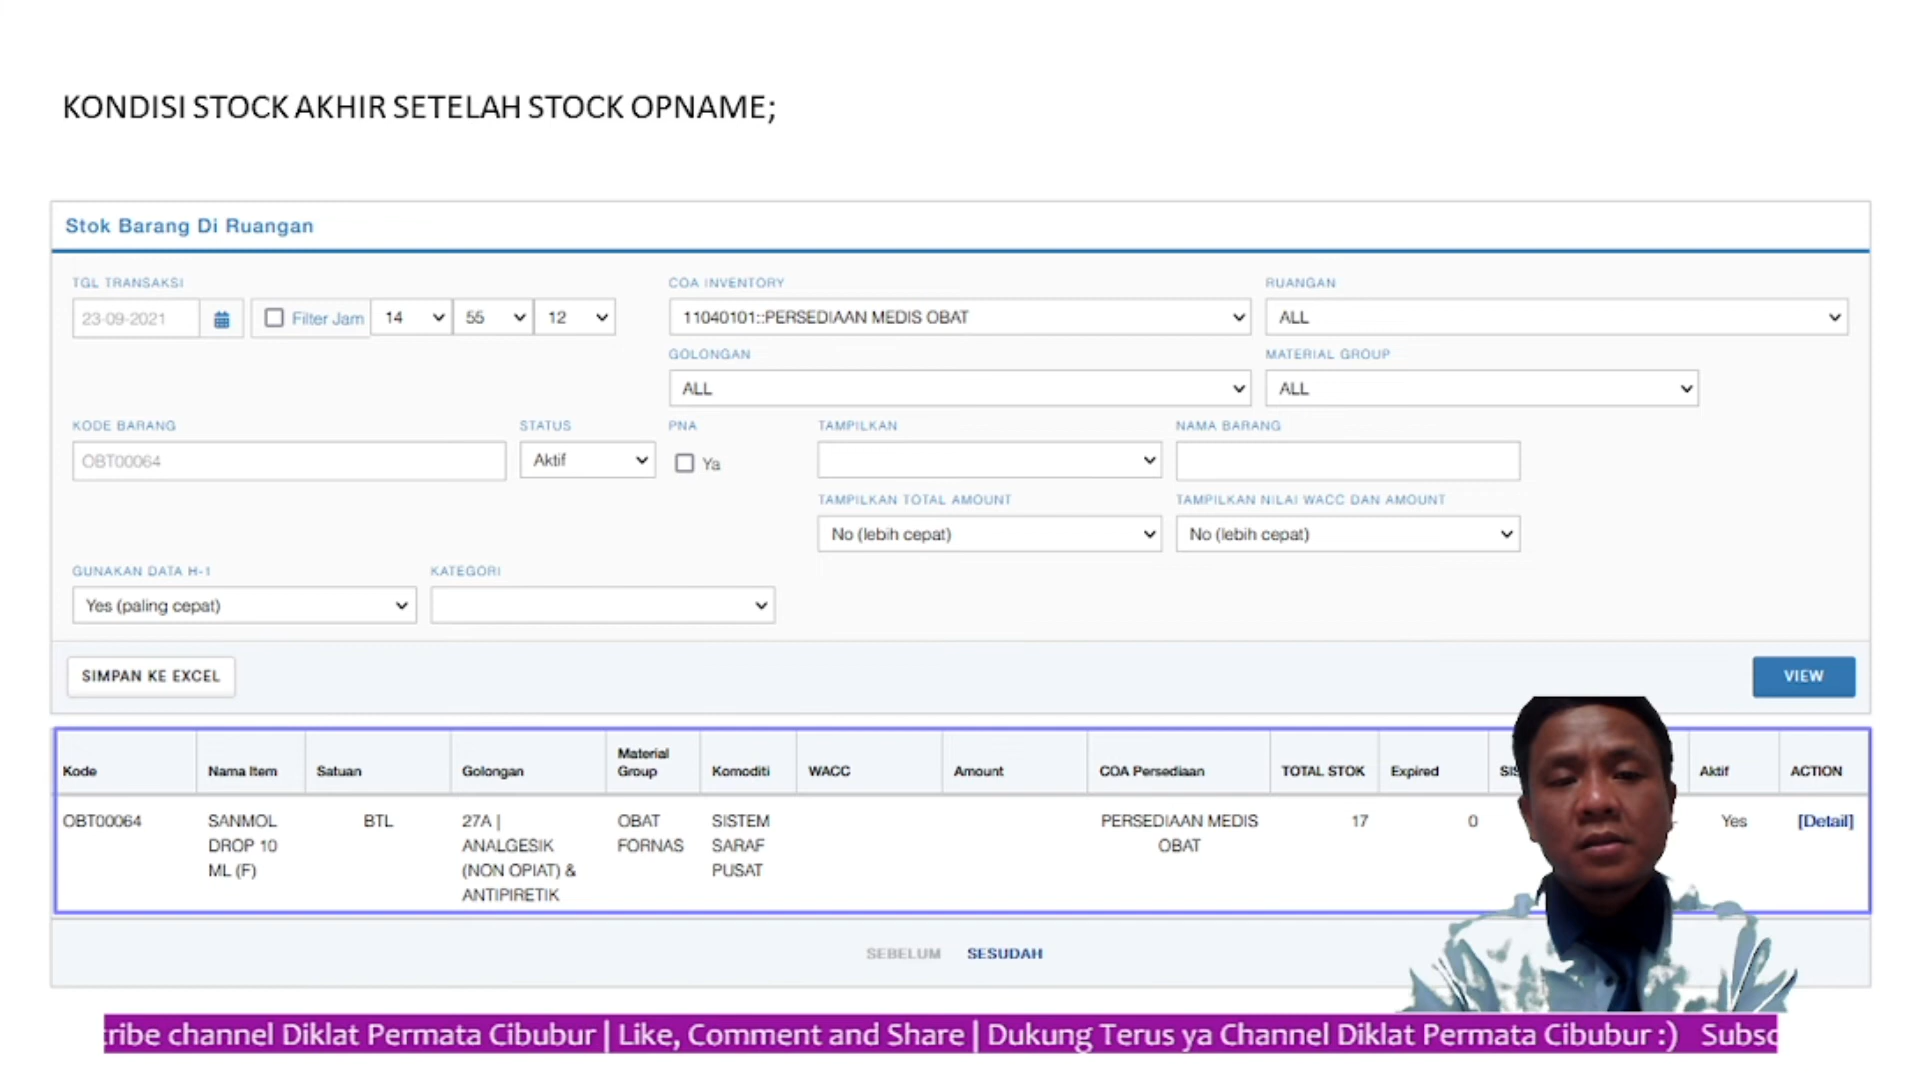 KONDISI STOCK AKHIR SETELAH STOCK OPNAME;
Stok Barang Di Ruangan
TGL TRANSAKSI
COA INVENTORY
RUANGAN
23-09-2021
Filter Jam
14
55
12
11040101::PERSEDIAAN MEDIS OBAT
ALL
GOLONGAN
MATERIAL GROUP
ALL
ALL
KODE BARANG
STATUS
PNA
TAMPILKAN
NAMA BARANG
OBT00064
Aktif
Ya
TAMPILKAN TOTAL AMOUNT
TAMPILKAN NILAI WACC DAN AMOUNT
No (lebih cepat)
No (lebih cepat)
GUNAKAN DATA H-1
KATEGORI
Yes (paling cepat)
SIMPAN KE EXCEL
VIEW
Kode
Nama Item
Satuan
Golongan
Material
Group
Komoditi
WACC
Amount
COA Persediaan
TOTAL STOK
Expired
Aktif
ACTION
OBT00064
SANMOL
DROP 10
ML (F)
BTL
27A |
ANALGESIK
(NON OPIAT) &
ANTIPIRETIK
OBAT
FORNAS
SISTEM
SARAF
PUSAT
PERSEDIAAN MEDIS
OBAT
17
0
Yes
[Detail]
SEBELUM
SESUDAH
cribe channel Diklat Permata Cibubur | Like, Comment and Share | Dukung Terus ya Channel Diklat Permata Cibubur :) Subsc